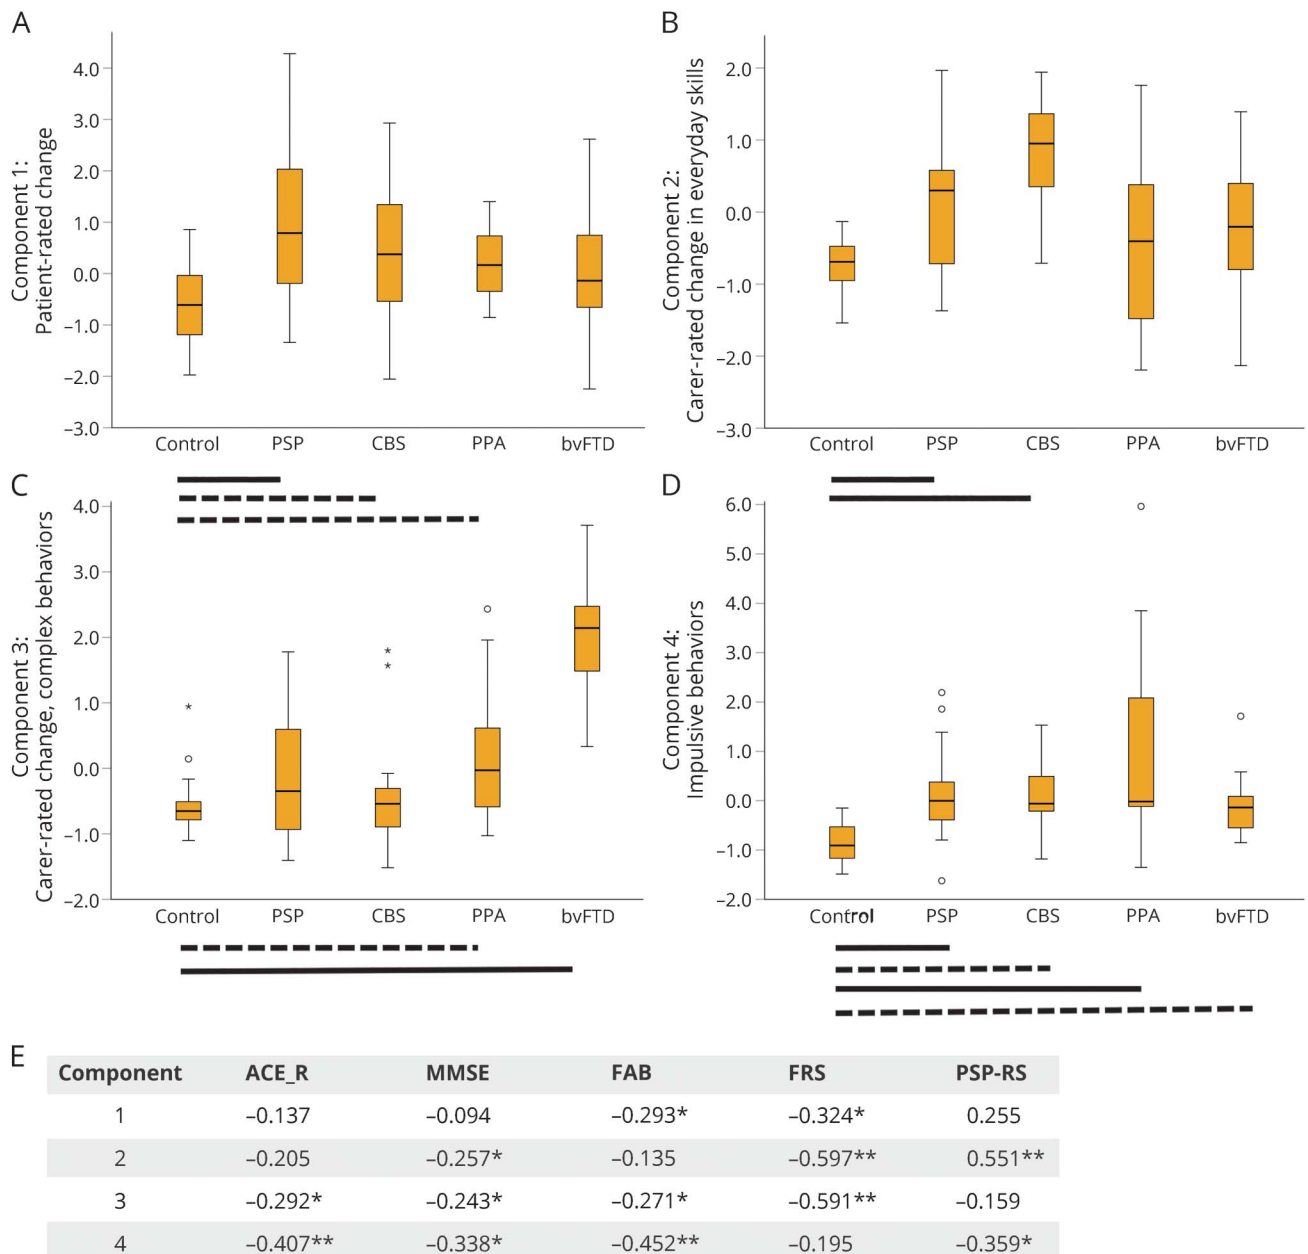 A
Component 1:
Patient-rated change
4.0
3.0
2.0
1.0
0.0
–1.0
–2.0
–3.0
Control PSP CBS PPA bvFTD
B
Component 2:
Carer-rated change in everyday skills
2.0
1.0
0.0
–1.0
–2.0
–3.0
Control PSP CBS PPA bvFTD
C
Component 3:
Carer-rated change, complex behaviors
4.0
3.0
2.0
1.0
0.0
–1.0
–2.0
Control PSP CBS PPA bvFTD
D
Component 4:
Impulsive behaviors
6.0
5.0
4.0
3.0
2.0
1.0
0.0
–1.0
–2.0
Control PSP CBS PPA bvFTD
E
Component ACE_R MMSE FAB FRS PSP-RS
1 –0.137 –0.094 –0.293* –0.324* 0.255
2 –0.205 –0.257* –0.135 –0.597** 0.551**
3 –0.292* –0.243* –0.271* –0.591** –0.159
4 –0.407** –0.338* –0.452** –0.195 –0.359*